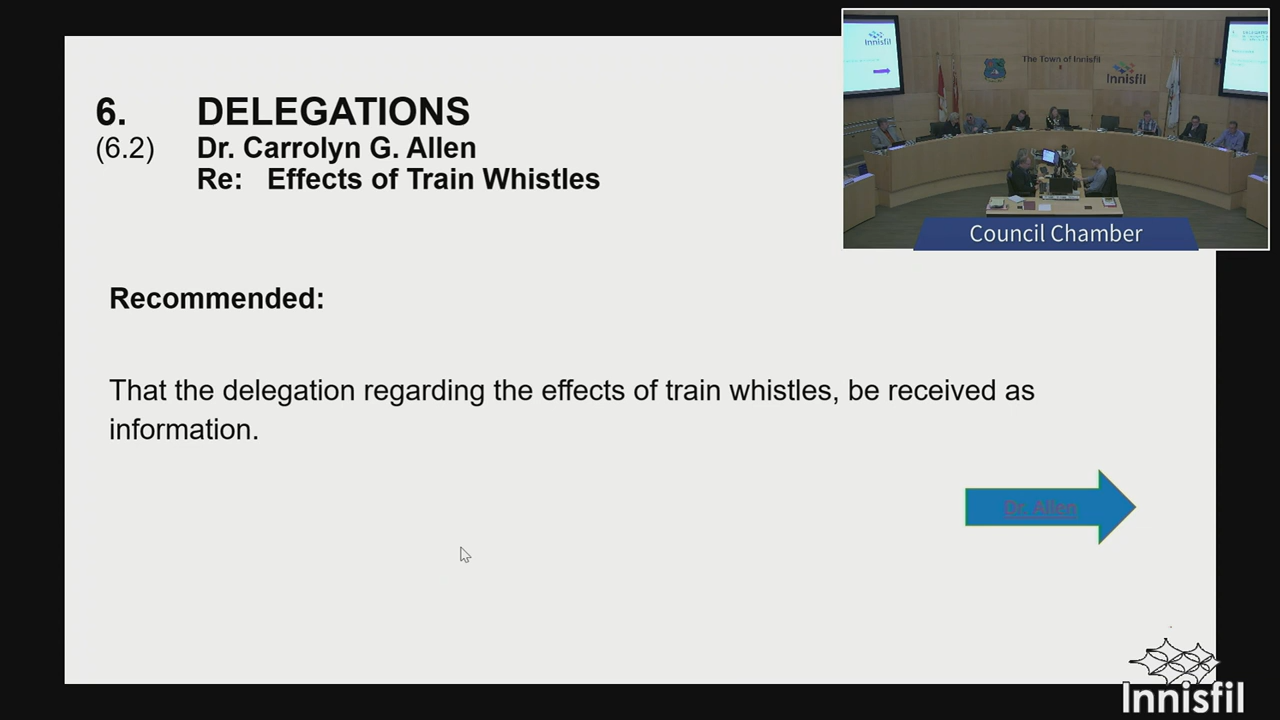 6. DELEGATIONS
(6.2) Dr. Carrolyn G. Allen
Re: Effects of Train Whistles
Recommended:
That the delegation regarding the effects of train whistles, be received as
information.
Dr. Allen
Innisfil
The Town of Innisfil
Innisfil
Council Chamber
Innisfil